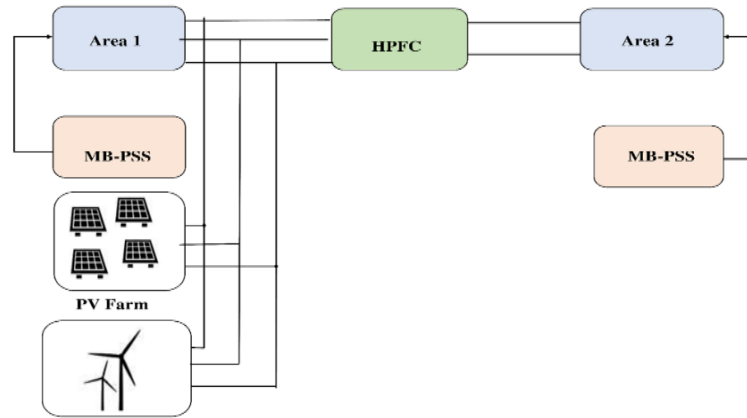 Area 1
HPFC
Area 2
MB-PSS
MB-PSS
PV Farm